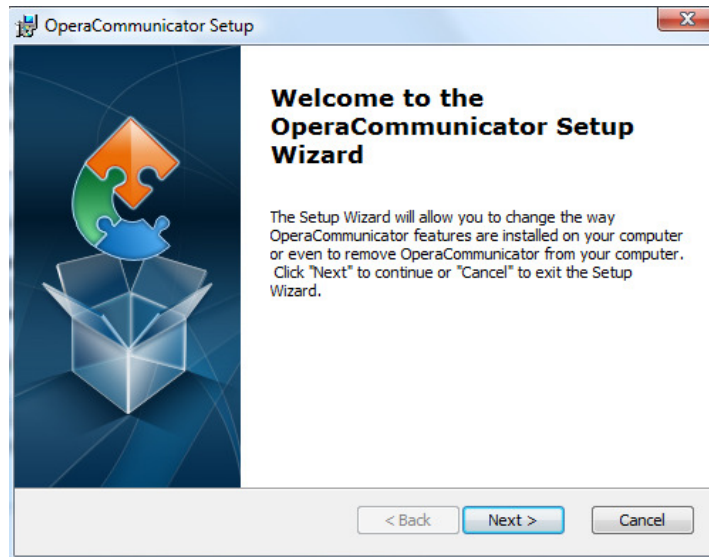 OperaCommunicator Setup
Welcome to the
OperaCommunicator Setup
Wizard
The Setup Wizard will allow you to change the way
OperaCommunicator features are installed on your computer
or even to remove OperaCommunicator from your computer.
Click "Next" to continue or "Cancel" to exit the Setup
Wizard.
< Back Next > Cancel